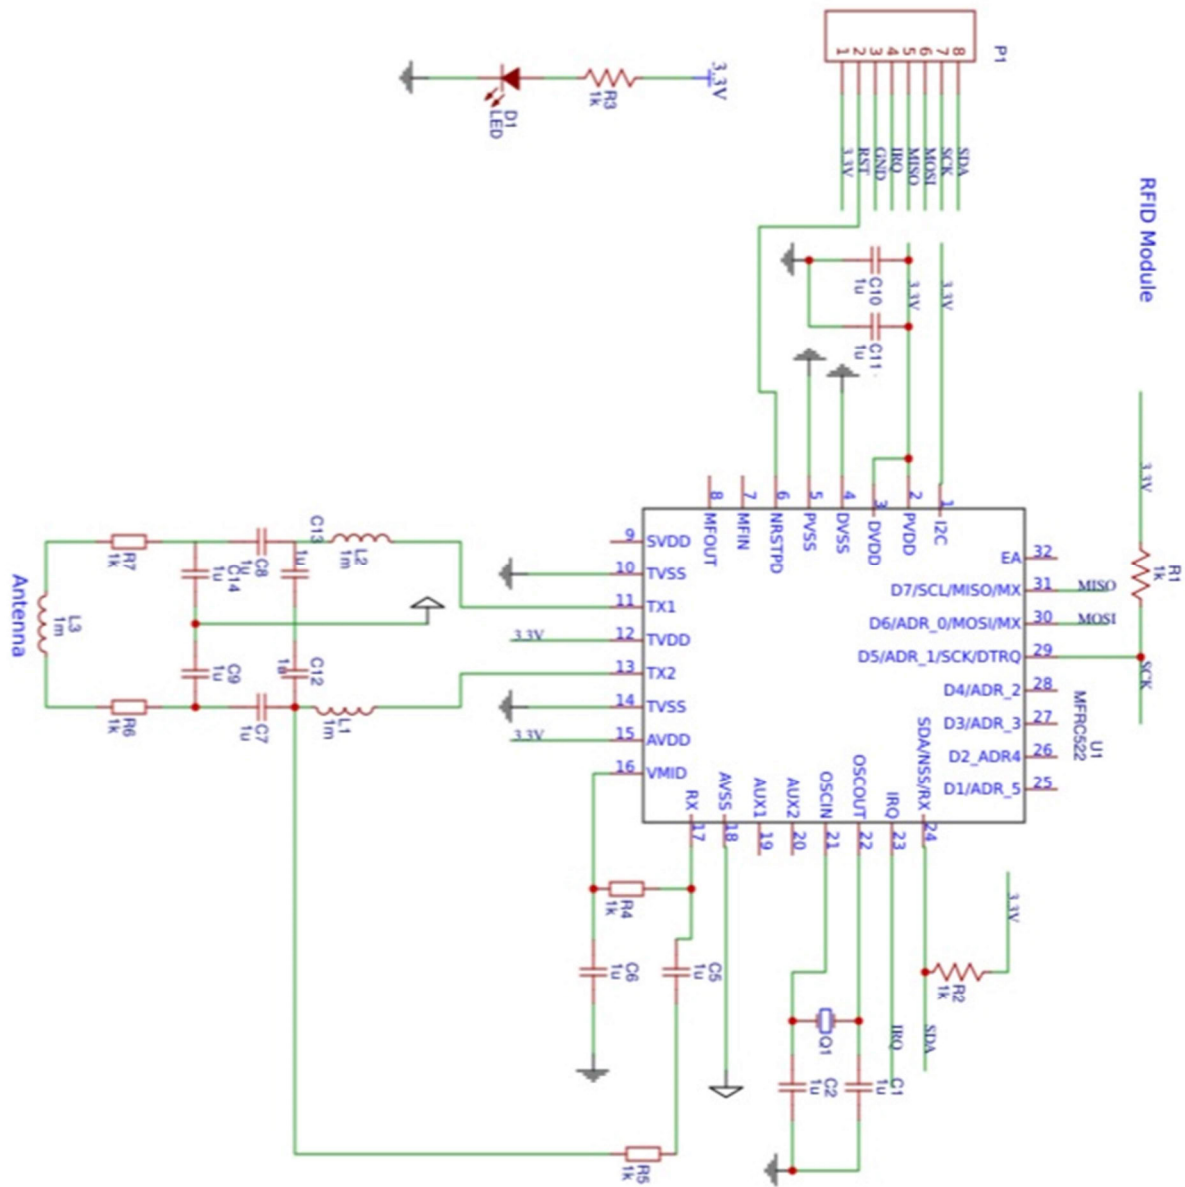 P1
1 2 3 4 5 6 7 8
3.3V RST GND IRQ MISO MOSI SCK SDA
3.3V
R3
1k
D1
LED
RFID Module
C10
1u
C11
1u
3.3V
3.3V
3.3V
R1
1k
SCK
8 7 6 5 4 3 2 1
MFOUT MFIN NRSTPD PVSS DVSS DVDD PVDD I2C
9 SVDD
10 TVSS
11 TX1
12 TVDD
13 TX2
14 TVSS
15 AVDD
16 VMID
3.3V
3.3V
EA 32
D7/SCL/MISO/MX 31 MISO
D6/ADR_0/MOSI/MX 30 MOSI
D5/ADR_1/SCK/DTRQ 29
D4/ADR_2 28
D3/ADR_3 27
D2_ADR4 26
D1/ADR_5 25
U1
MFRC522
RX AVSS AUX1 AUX2 OSCIN OSCOUT IRQ SDA/NSS/RX
17 18 19 20 21 22 23 24
C13
1u
L2
1m
C8
1u
C14
1u
R7
1k
L3
1m
Antenna
C9
1u
C12
1u
R6
1k
C7
1u
L1
1m
R4
1k
C6
1u
C5
1u
R5
1k
3.3V
R2
1k
IRQ
SDA
Q1
C2
1u
C1
1u